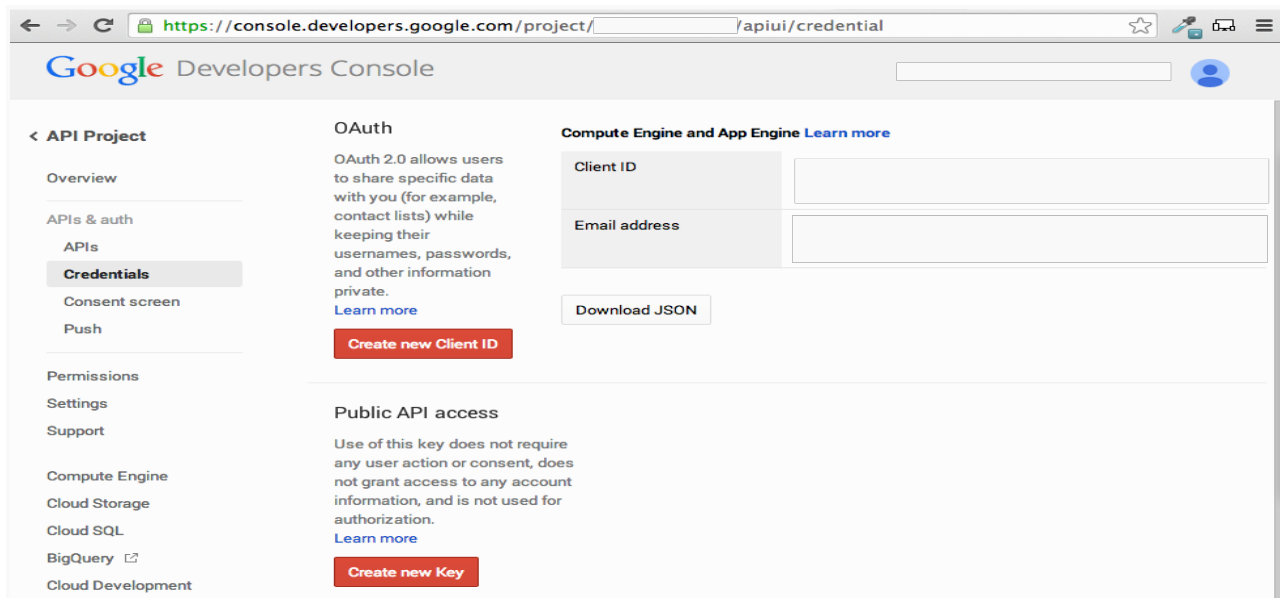 https://console.developers.google.com/project/ /apiui/credential
Google Developers Console
API Project
Overview
APIs & auth
APIs
Credentials
Consent screen
Push
Permissions
Settings
Support
Compute Engine
Cloud Storage
Cloud SQL
BigQuery
Cloud Development
OAuth
OAuth 2.0 allows users
to share specific data
with you (for example,
contact lists) while
keeping their
usernames, passwords,
and other information
private.
Learn more
Create new Client ID
Compute Engine and App Engine Learn more
Client ID
Email address
Download JSON
Public API access
Use of this key does not require
any user action or consent, does
not grant access to any account
information, and is not used for
authorization.
Learn more
Create new Key